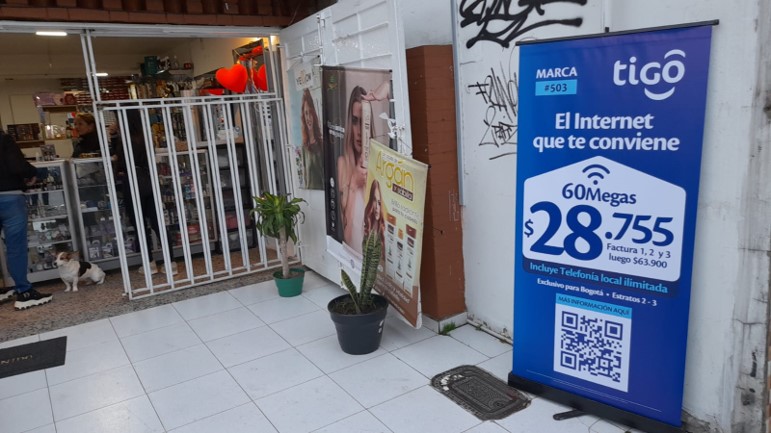 MARCA
#503
tigo
El Internet
que te conviene
60Megas
$28.755
Factura 1, 2 y 3
luego $63.900
Incluye Telefonía local ilimitada
Exclusivo para Bogotá • Estratos 2 - 3
MÁS INFORMACIÓN AQUÍ
Argán